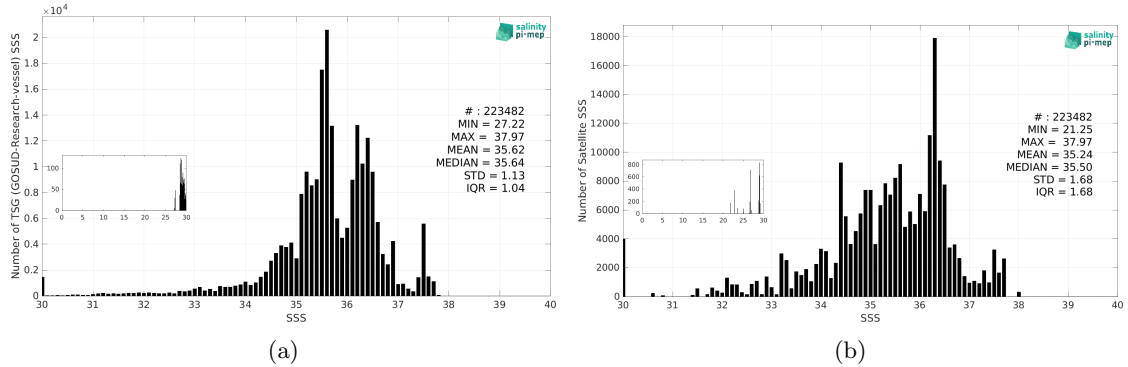 ×10⁴
2
1.8
1.6
1.4
1.2
1
0.8
0.6
0.4
0.2
0
Number of TSG (GOSUD-Research-vessel) SSS
salinity
pi-mep
# : 223482
MIN = 27.22
MAX = 37.97
MEAN = 35.62
MEDIAN = 35.64
STD = 1.13
IQR = 1.04
100
50
0
0 5 10 15 20 25 30
30 31 32 33 34 35 36 37 38 39 40
SSS
(a)
18000
16000
14000
12000
10000
8000
6000
4000
2000
0
Number of Satellite SSS
salinity
pi-mep
# : 223482
MIN = 21.25
MAX = 37.97
MEAN = 35.24
MEDIAN = 35.50
STD = 1.68
IQR = 1.68
800
600
400
200
0
0 5 10 15 20 25 30
30 31 32 33 34 35 36 37 38 39 40
SSS
(b)